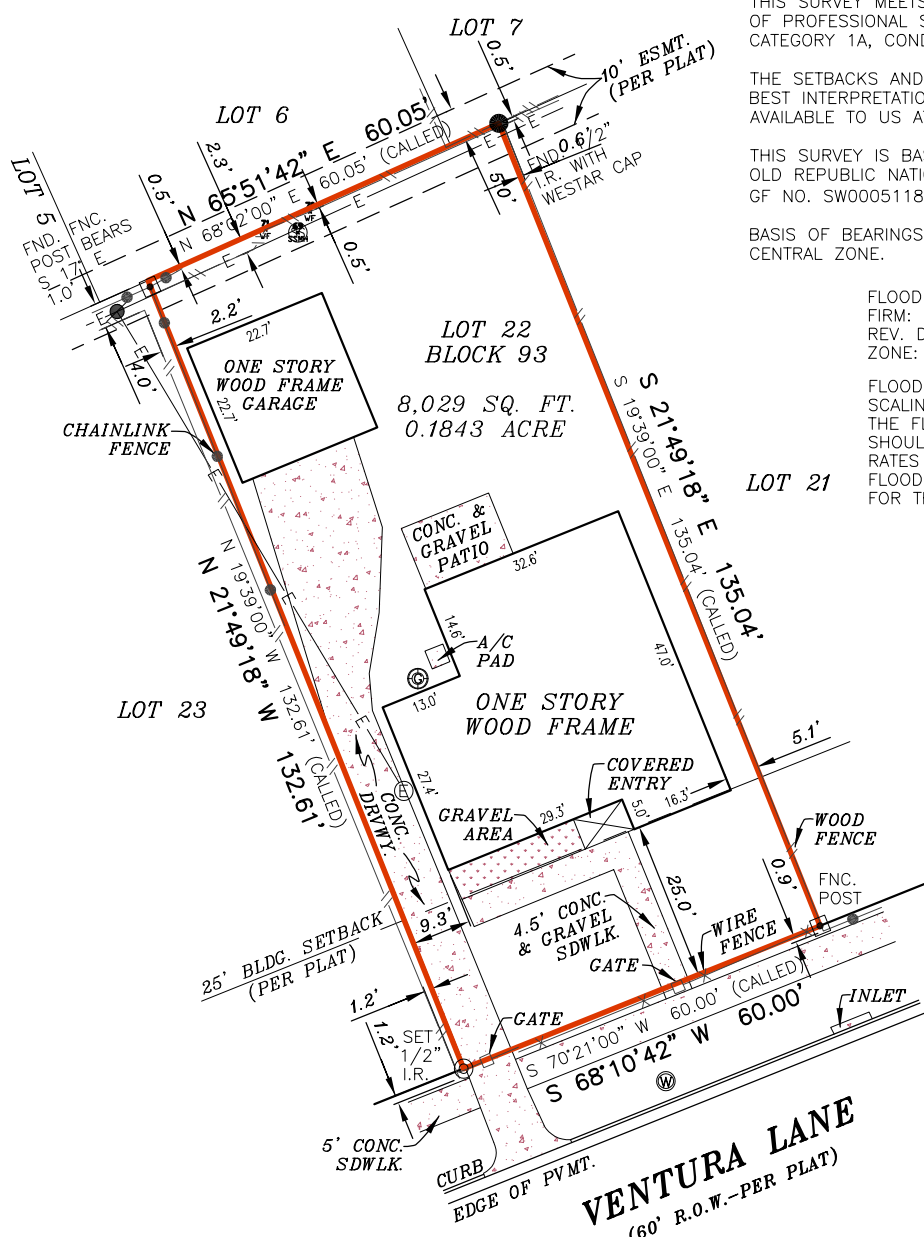 THIS SURVEY MEETS
OF PROFESSIONAL S
CATEGORY 1A, COND
THE SETBACKS AND
BEST INTERPRETATIO
AVAILABLE TO US A
THIS SURVEY IS BA
OLD REPUBLIC NATI
GF NO. SW0005118
BASIS OF BEARINGS
CENTRAL ZONE.
FLOOD
FIRM:
REV. D
ZONE:
FLOOD
SCALIN
THE FL
SHOUL
RATES
FLOOD
FOR TH
LOT 7
LOT 6
LOT 5
10' ESMT.
(PER PLAT)
0.5'
N 65°51'42" E 60.05'
N 68°02'00" E 60.05' (CALLED)
2.3'
0.5'
0.5'
0.6'
5.0'
FND. 1/2"
I.R. WITH
WESTAR CAP
FND. FNC.
POST BEARS
S 17° E
1.0'
4.0'
2.2'
22.7'
22.7'
ONE STORY
WOOD FRAME
GARAGE
CHAINLINK
FENCE
LOT 22
BLOCK 93
8,029 SQ. FT.
0.1843 ACRE
S 21°49'18" E 135.04'
S 19°39'00" E 135.04' (CALLED)
LOT 21
N 21°49'18" W 132.61'
N 19°39'00" W 132.61' (CALLED)
LOT 23
CONC. &
GRAVEL
PATIO
32.6'
14.6'
47.0'
A/C
PAD
G
13.0'
ONE STORY
WOOD FRAME
27.4'
E
CONC.
DRVWY.
COVERED
ENTRY
GRAVEL
AREA
29.3'
5.0'
16.3'
5.1'
WOOD
FENCE
0.9'
FNC.
POST
25.0'
9.3'
4.5' CONC.
& GRAVEL
SDWLK.
WIRE
FENCE
GATE
25' BLDG. SETBACK
(PER PLAT)
1.2'
1.2'
SET
1/2"
I.R.
GATE
INLET
S 70°21'00" W 60.00' (CALLED)
S 68°10'42" W 60.00'
W
5' CONC.
SDWLK.
CURB
EDGE OF PVMT.
VENTURA LANE
(60' R.O.W.-PER PLAT)